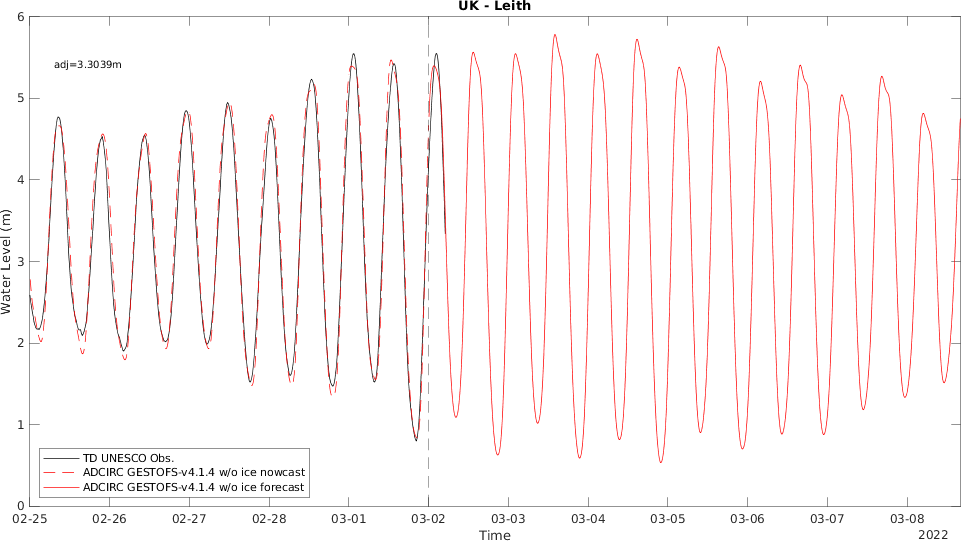 UK - Leith
adj=3.3039m
6
5
4
3
2
1
0
Water Level (m)
TD UNESCO Obs.
ADCIRC GESTOFS-v4.1.4 w/o ice nowcast
ADCIRC GESTOFS-v4.1.4 w/o ice forecast
02-25 02-26 02-27 02-28 03-01 03-02 03-03 03-04 03-05 03-06 03-07 03-08
Time
2022